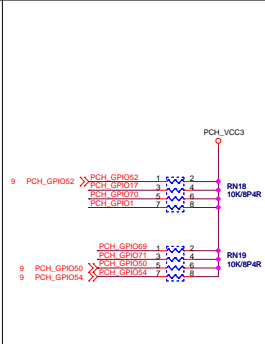 PCH_VCC3
9 PCH_GPIO52 PCH_GPIO52 1 2
PCH_GPIO17 3 4 RN18
PCH_GPIO70 5 6 10K/8P4R
PCH_GPIO1 7 8
PCH_GPIO69 1 2
PCH_GPIO71 3 4 RN19
9 PCH_GPIO50 PCH_GPIO50 5 6 10K/8P4R
9 PCH_GPIO54 PCH_GPIO54 7 8